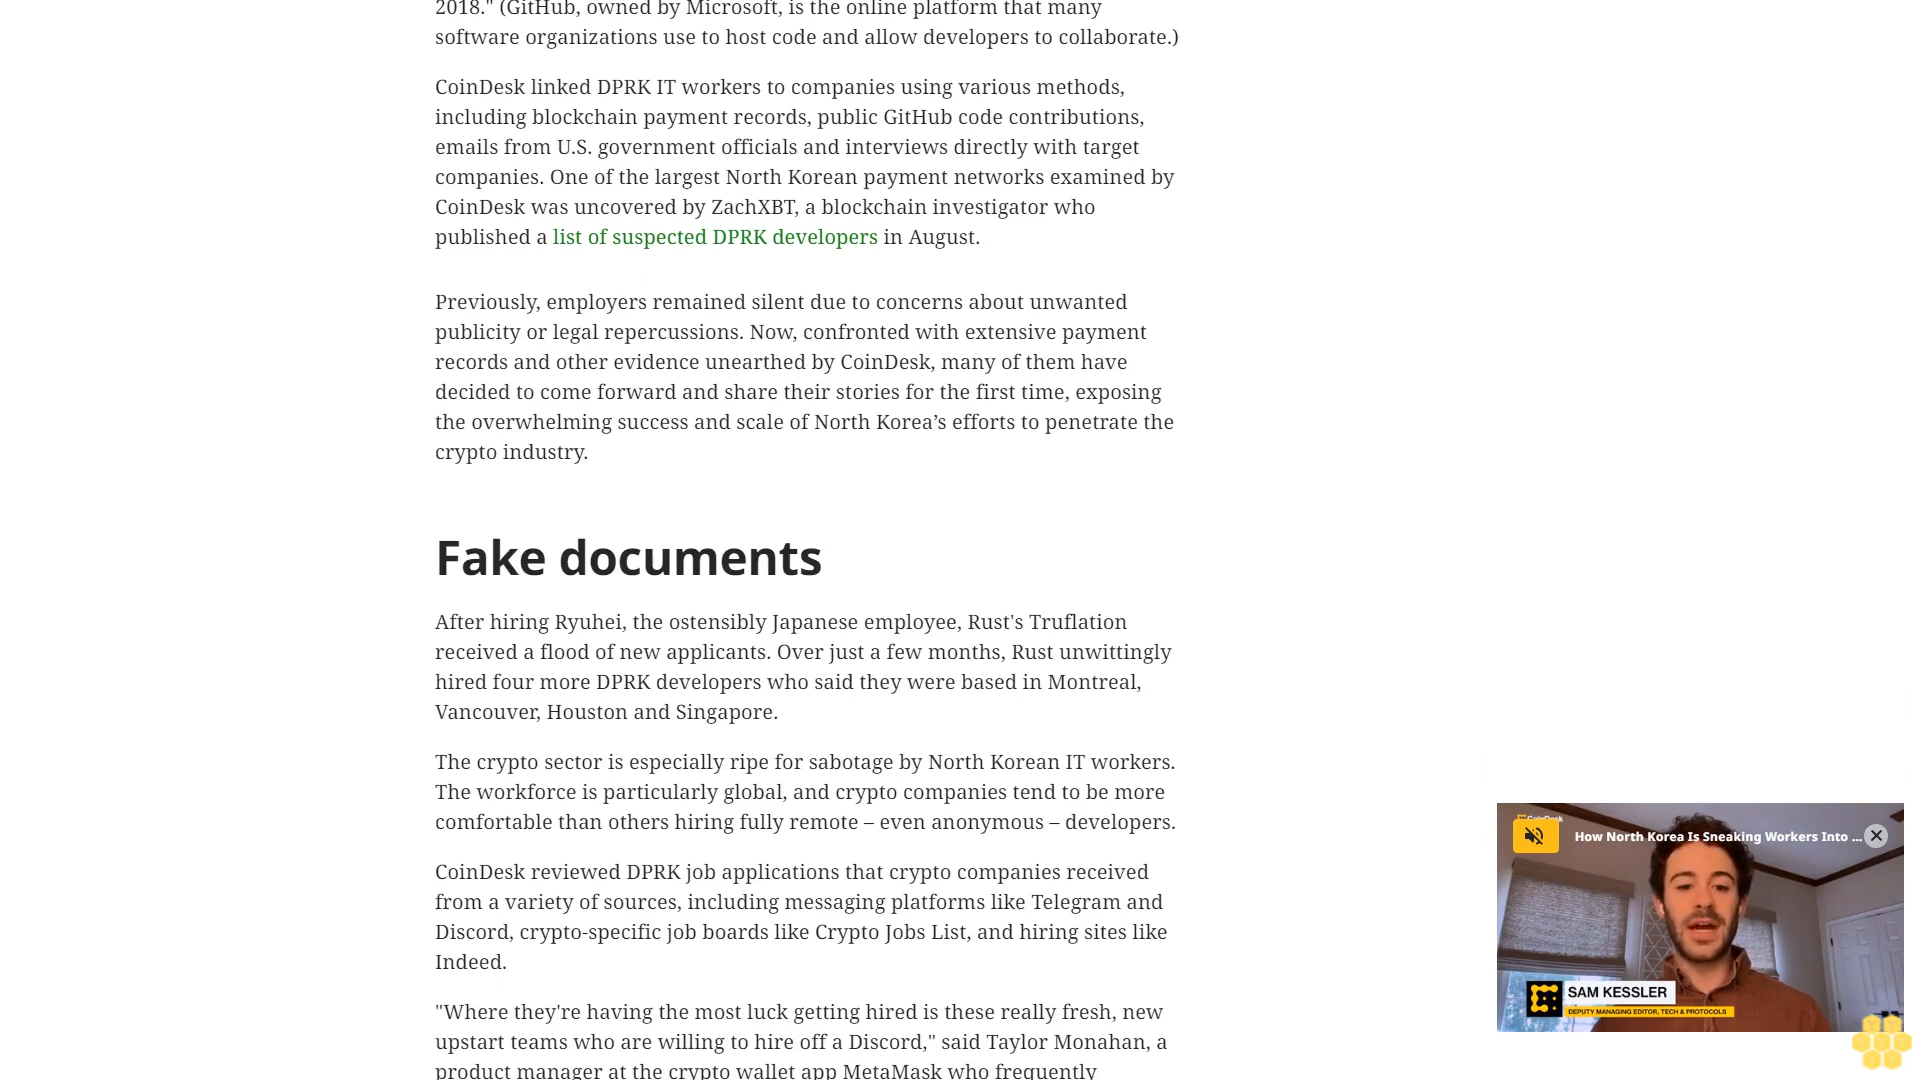 2018." (GitHub, owned by Microsoft, is the online platform that many
software organizations use to host code and allow developers to collaborate.)
CoinDesk linked DPRK IT workers to companies using various methods,
including blockchain payment records, public GitHub code contributions,
emails from U.S. government officials and interviews directly with target
companies. One of the largest North Korean payment networks examined by
CoinDesk was uncovered by ZachXBT, a blockchain investigator who
published a list of suspected DPRK developers in August.
Previously, employers remained silent due to concerns about unwanted
publicity or legal repercussions. Now, confronted with extensive payment
records and other evidence unearthed by CoinDesk, many of them have
decided to come forward and share their stories for the first time, exposing
the overwhelming success and scale of North Korea’s efforts to penetrate the
crypto industry.
Fake documents
After hiring Ryuhei, the ostensibly Japanese employee, Rust's Truflation
received a flood of new applicants. Over just a few months, Rust unwittingly
hired four more DPRK developers who said they were based in Montreal,
Vancouver, Houston and Singapore.
The crypto sector is especially ripe for sabotage by North Korean IT workers.
The workforce is particularly global, and crypto companies tend to be more
comfortable than others hiring fully remote – even anonymous – developers.
CoinDesk reviewed DPRK job applications that crypto companies received
from a variety of sources, including messaging platforms like Telegram and
Discord, crypto-specific job boards like Crypto Jobs List, and hiring sites like
Indeed.
"Where they're having the most luck getting hired is these really fresh, new
upstart teams who are willing to hire off a Discord," said Taylor Monahan, a
product manager at the crypto wallet app MetaMask who frequently
CoinDesk
How North Korea Is Sneaking Workers Into ...
SAM KESSLER
DEPUTY MANAGING EDITOR, TECH & PROTOCOLS